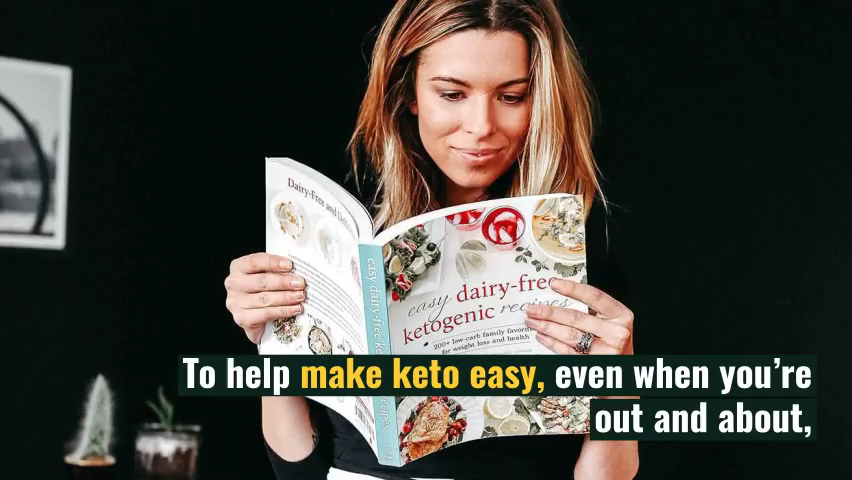 Dairy-Free and
easy dairy-free
ketogenic recipes
200+ low-carb family favorites
for weight loss and health
easy dairy-free
recipes
To help make keto easy, even when you’re
out and about,